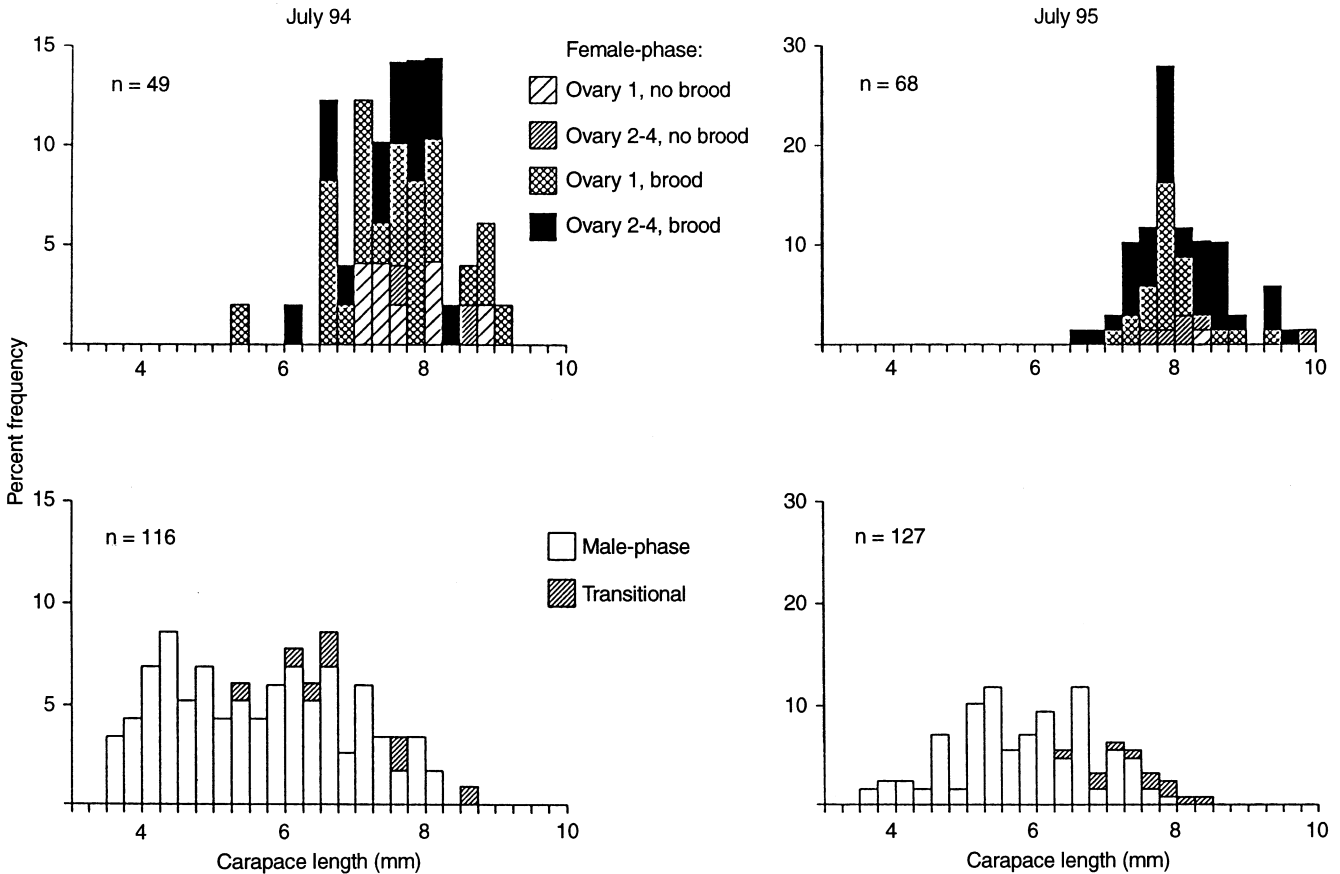 July 94
July 95
15
10
5
n = 49
4
6
8
10
Female-phase:
Ovary 1, no brood
Ovary 2-4, no brood
Ovary 1, brood
Ovary 2-4, brood
30
20
10
n = 68
4
6
8
10
Percent frequency
15
10
5
n = 116
4
6
8
10
Carapace length (mm)
Male-phase
Transitional
30
20
10
n = 127
4
6
8
10
Carapace length (mm)